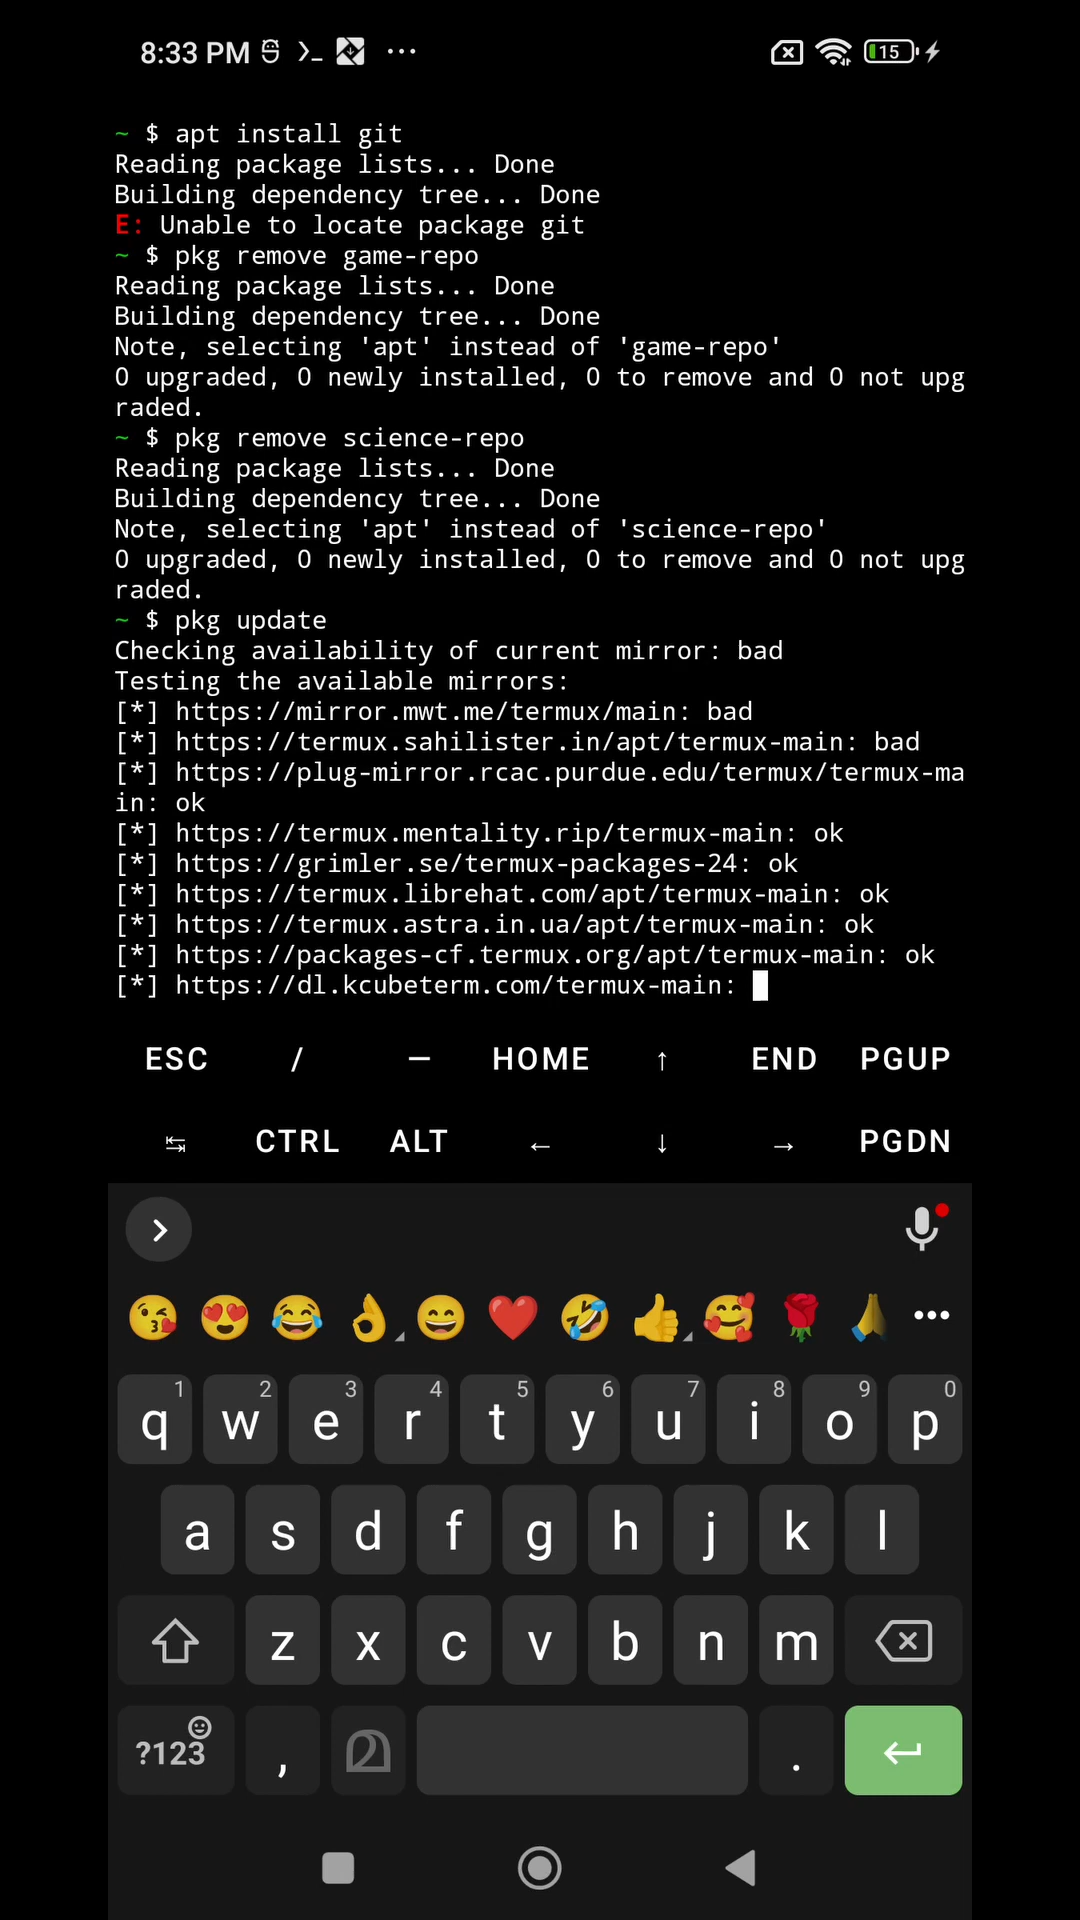 8:33 PM
15
~ $ apt install git
Reading package lists... Done
Building dependency tree... Done
E: Unable to locate package git
~ $ pkg remove game-repo
Reading package lists... Done
Building dependency tree... Done
Note, selecting 'apt' instead of 'game-repo'
0 upgraded, 0 newly installed, 0 to remove and 0 not upg
raded.
~ $ pkg remove science-repo
Reading package lists... Done
Building dependency tree... Done
Note, selecting 'apt' instead of 'science-repo'
0 upgraded, 0 newly installed, 0 to remove and 0 not upg
raded.
~ $ pkg update
Checking availability of current mirror: bad
Testing the available mirrors:
[*] https://mirror.mwt.me/termux/main: bad
[*] https://termux.sahilister.in/apt/termux-main: bad
[*] https://plug-mirror.rcac.purdue.edu/termux/termux-ma
in: ok
[*] https://termux.mentality.rip/termux-main: ok
[*] https://grimler.se/termux-packages-24: ok
[*] https://termux.librehat.com/apt/termux-main: ok
[*] https://termux.astra.in.ua/apt/termux-main: ok
[*] https://packages-cf.termux.org/apt/termux-main: ok
[*] https://dl.kcubeterm.com/termux-main:
ESC / — HOME ↑ END PGUP
↹ CTRL ALT ← ↓ → PGDN
1 2 3 4 5 6 7 8 9 0
q w e r t y u i o p
a s d f g h j k l
z x c v b n m
?123 , മ .